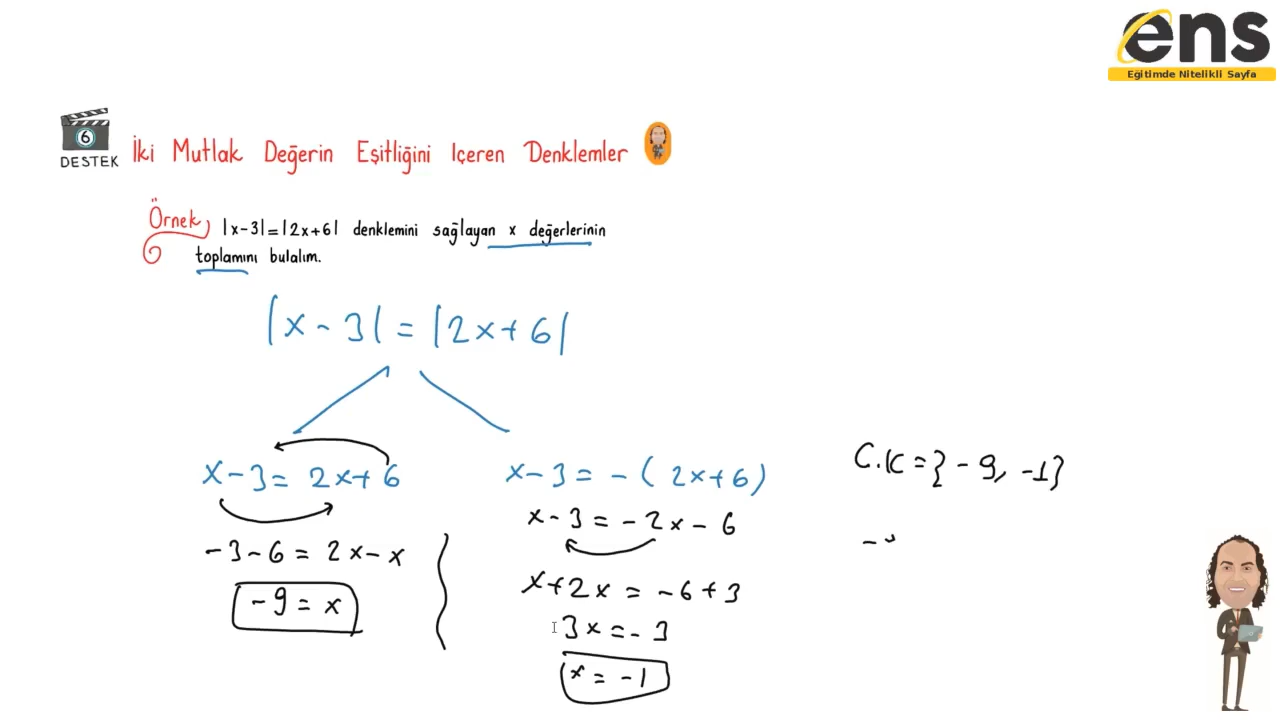 ens
Eğitimde Nitelikli Sayfa
6
DESTEK
İki Mutlak Değerin Eşitliğini Içeren Denklemler
Örnek
|x-3|=|2x+6| denklemini sağlayan x değerlerinin
toplamını bulalım.
|x-3|=|2x+6|
x-3=2x+6
-3-6=2x-x
-9=x
x-3=-(2x+6)
x-3=-2x-6
x+2x=-6+3
3x=-3
x=-1
Ç.K={-9,-1}